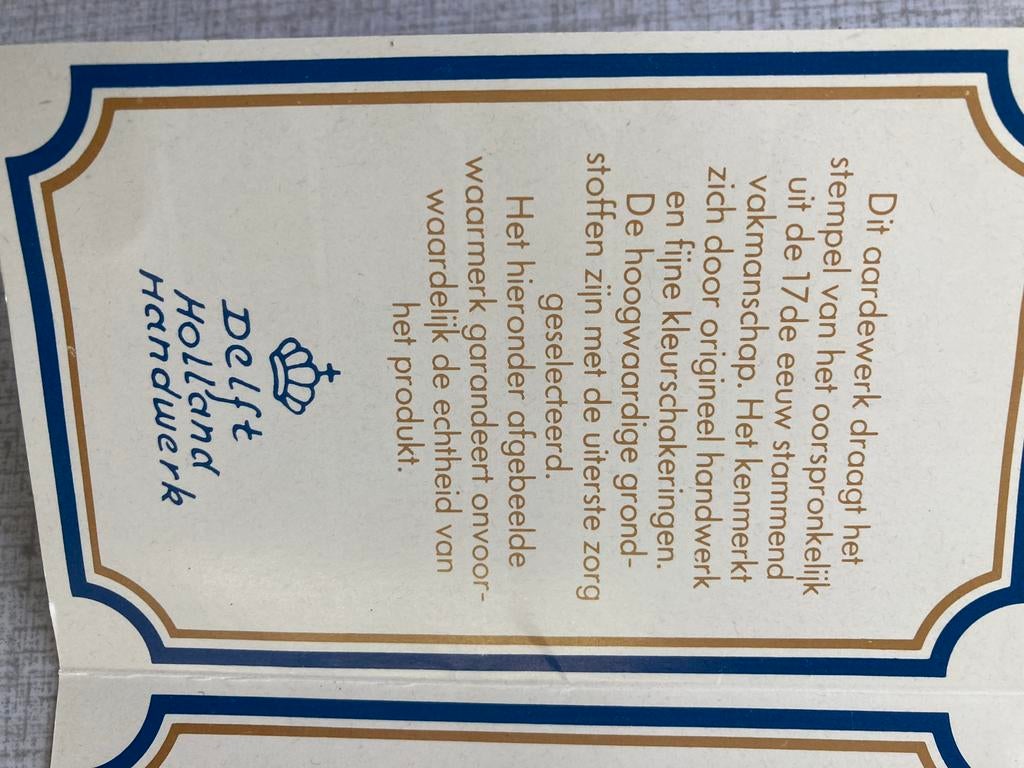 Dit aardewerk draagt het
stempel van het oorspronkelijk
uit de 17de eeuw stammend
vakmanschap. Het kenmerkt
zich door origineel handwerk
en fijne kleurschakeringen.
De hoogwaardige grond-
stoffen zijn met de uiterste zorg
geselecteerd.
Het hieronder afgebeelde
waarmerk garandeert onvoor-
waardelijk de echtheid van
het produkt.
Delft
Holland
Handwerk